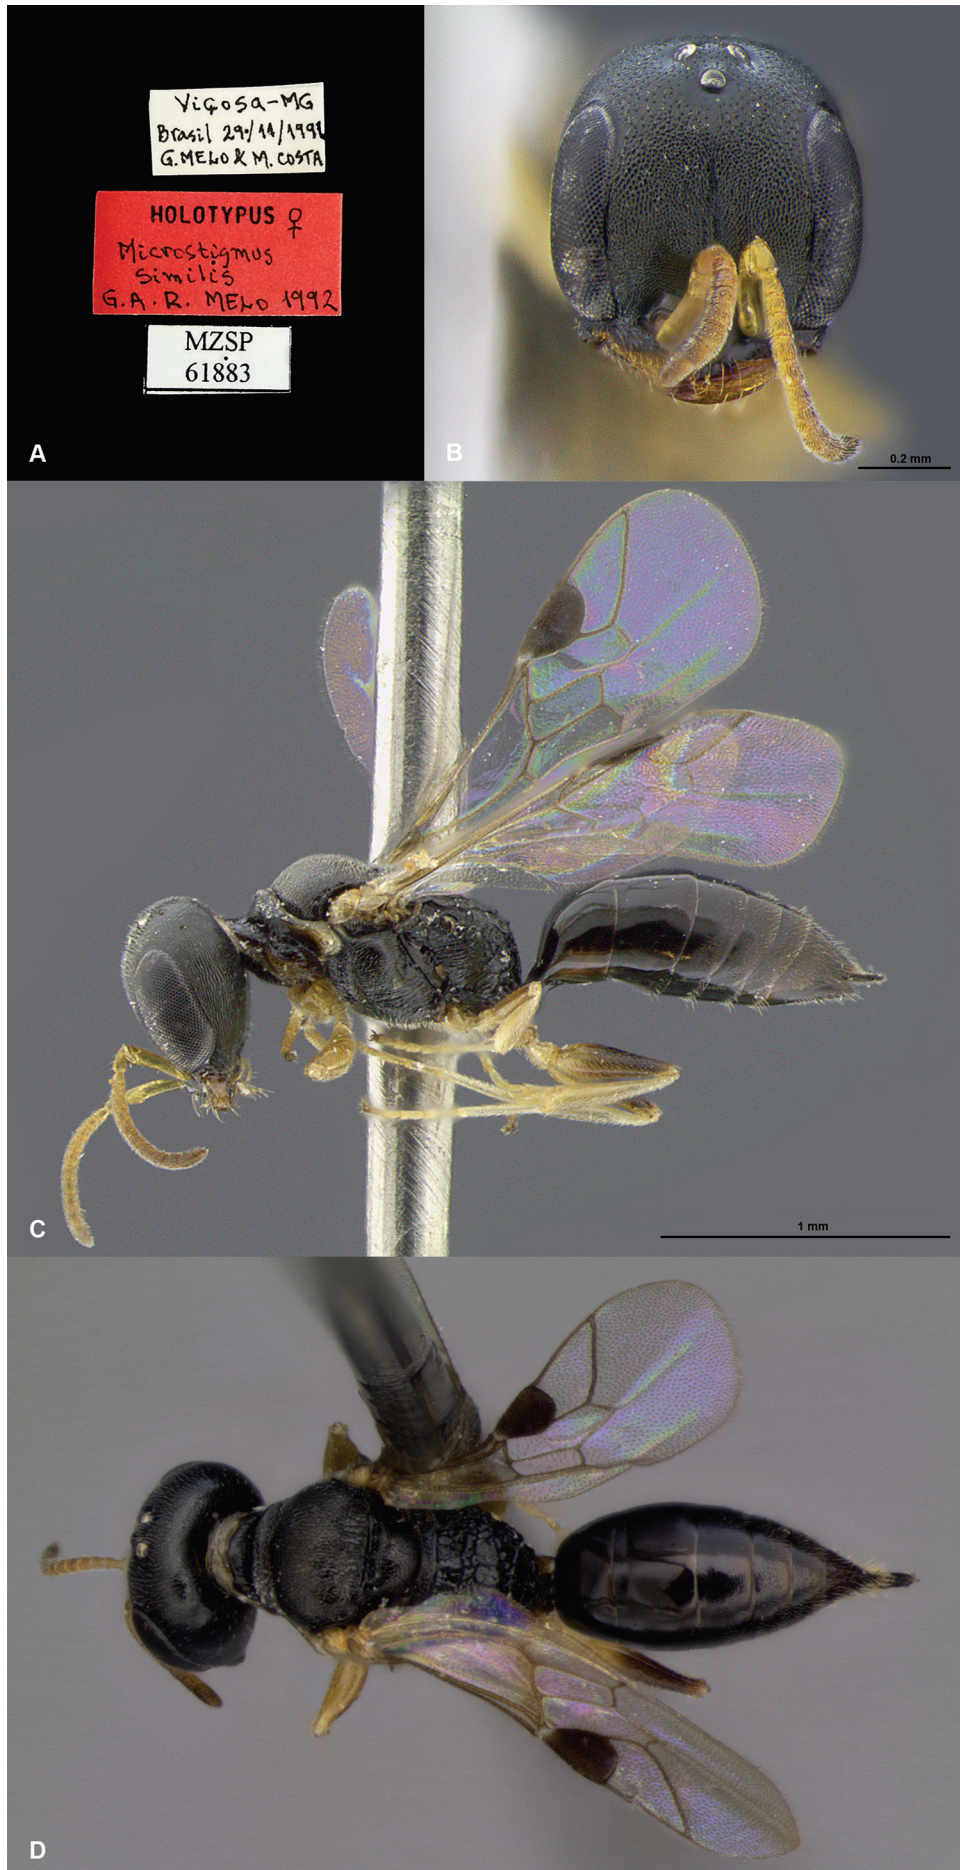 Viçosa-MG
Brasil 29/11/1991
G. MELO & M. COSTA
HOLOTYPUS ♀
Microstigmus
similis
G. A. R. MELO 1992
MZSP
61883
A
B
0.2 mm
C
1 mm
D